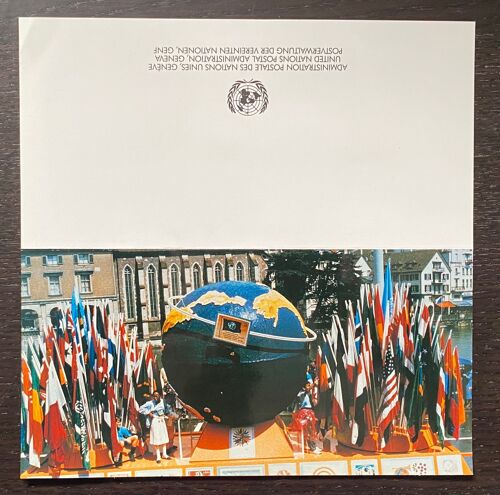 ADMINISTRATION POSTALE DES NATIONS UNIES, GENÈVE
UNITED NATIONS POSTAL ADMINISTRATION, GENEVA
POSTVERWALTUNG DER VEREINTEN NATIONEN, GENF